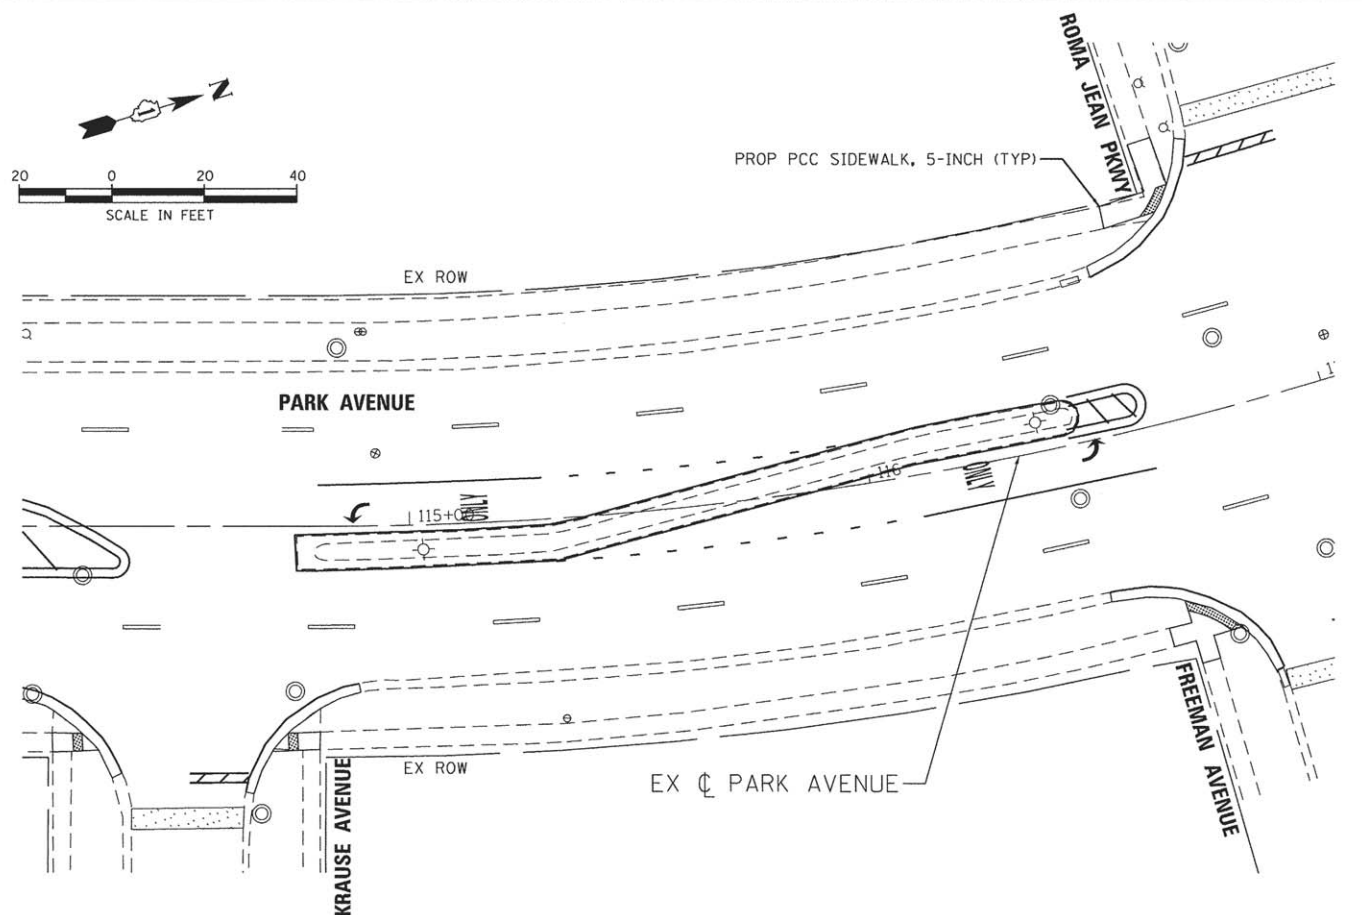 ROMA JEAN PKWY
N
PROP PCC SIDEWALK, 5-INCH (TYP)
20 0 20 40
SCALE IN FEET
EX ROW
PARK AVENUE
ONLY
115+00
116
ONLY
EX ROW
EX ℄ PARK AVENUE
KRAUSE AVENUE
FREEMAN AVENUE